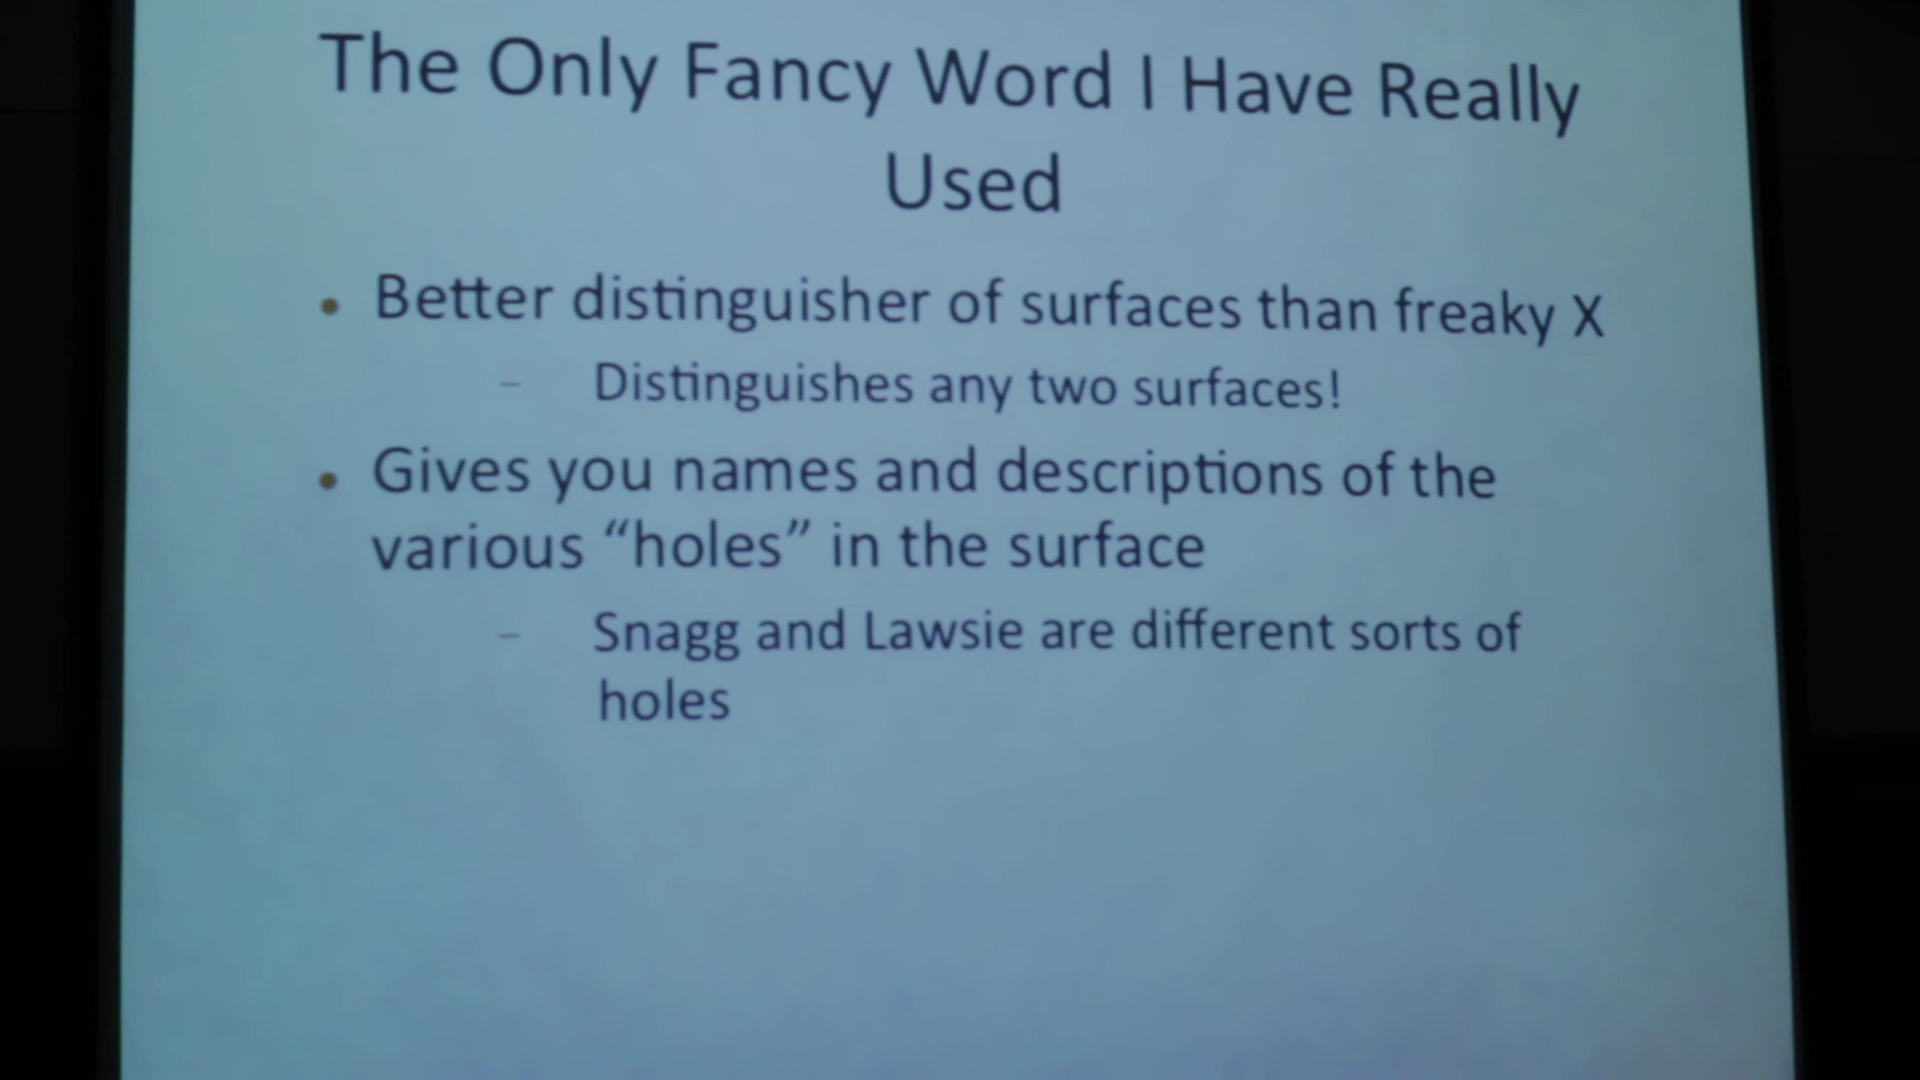 The Only Fancy Word I Have Really
Used
• Better distinguisher of surfaces than freaky X
– Distinguishes any two surfaces!
• Gives you names and descriptions of the
various “holes” in the surface
– Snagg and Lawsie are different sorts of
holes